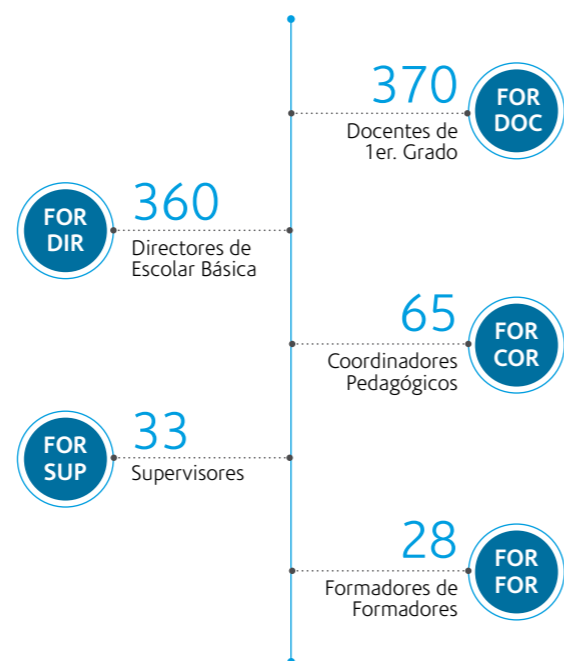 370
FOR
DOC
Docentes de
1er. Grado
360
FOR
DIR
Directores de
Escolar Básica
65
FOR
COR
Coordinadores
Pedagógicos
33
FOR
SUP
Supervisores
28
FOR
FOR
Formadores de
Formadores